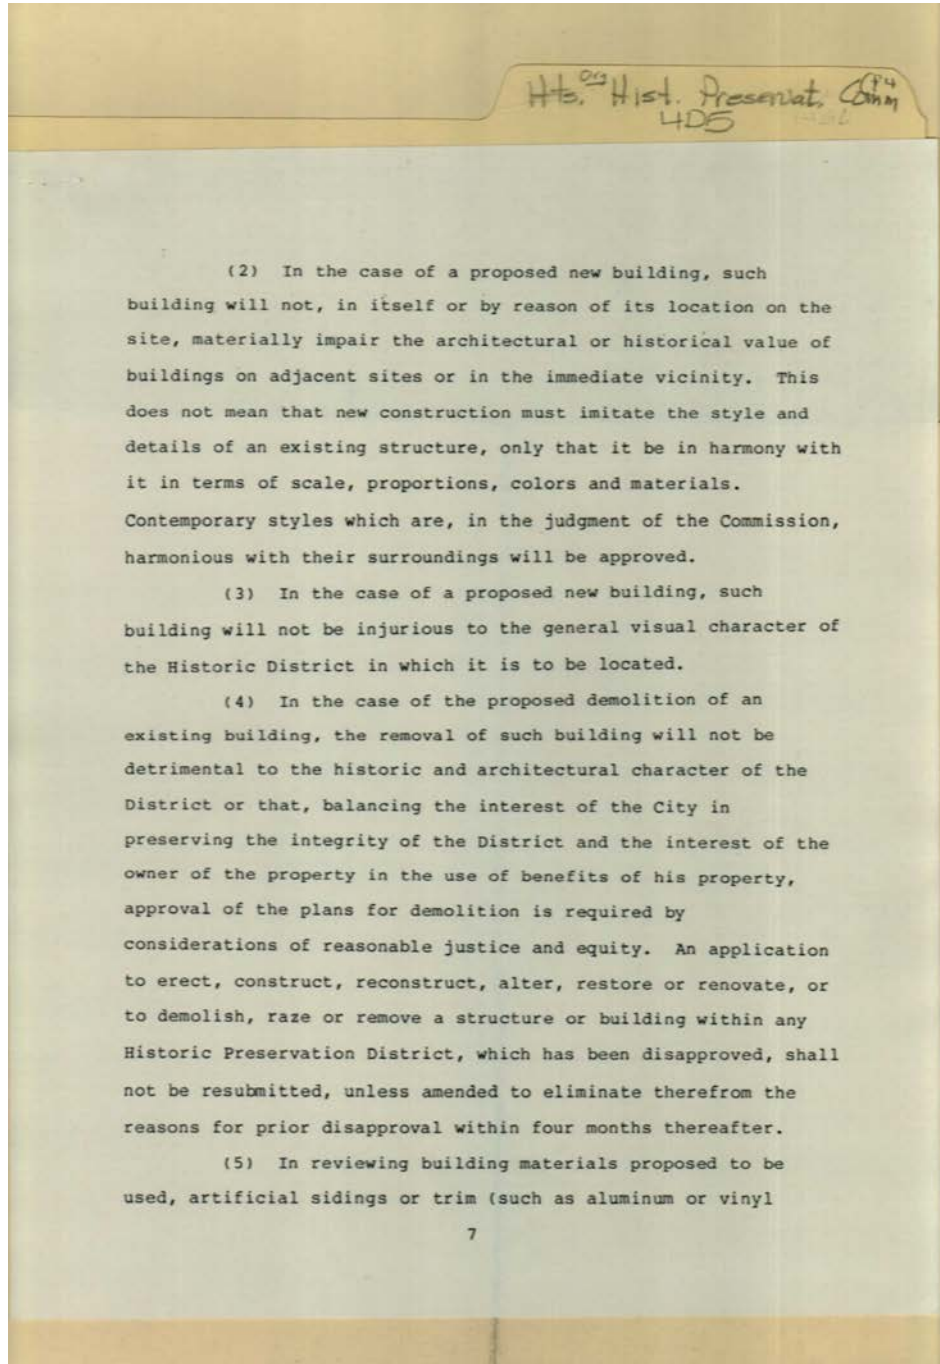 Hts. Org Hist. Preservat. Comm
4D5
(2) In the case of a proposed new building, such
building will not, in itself or by reason of its location on the
site, materially impair the architectural or historical value of
buildings on adjacent sites or in the immediate vicinity. This
does not mean that new construction must imitate the style and
details of an existing structure, only that it be in harmony with
it in terms of scale, proportions, colors and materials.
Contemporary styles which are, in the judgment of the Commission,
harmonious with their surroundings will be approved.
(3) In the case of a proposed new building, such
building will not be injurious to the general visual character of
the Historic District in which it is to be located.
(4) In the case of the proposed demolition of an
existing building, the removal of such building will not be
detrimental to the historic and architectural character of the
District or that, balancing the interest of the City in
preserving the integrity of the District and the interest of the
owner of the property in the use of benefits of his property,
approval of the plans for demolition is required by
considerations of reasonable justice and equity. An application
to erect, construct, reconstruct, alter, restore or renovate, or
to demolish, raze or remove a structure or building within any
Historic Preservation District, which has been disapproved, shall
not be resubmitted, unless amended to eliminate therefrom the
reasons for prior disapproval within four months thereafter.
(5) In reviewing building materials proposed to be
used, artificial sidings or trim (such as aluminum or vinyl
7